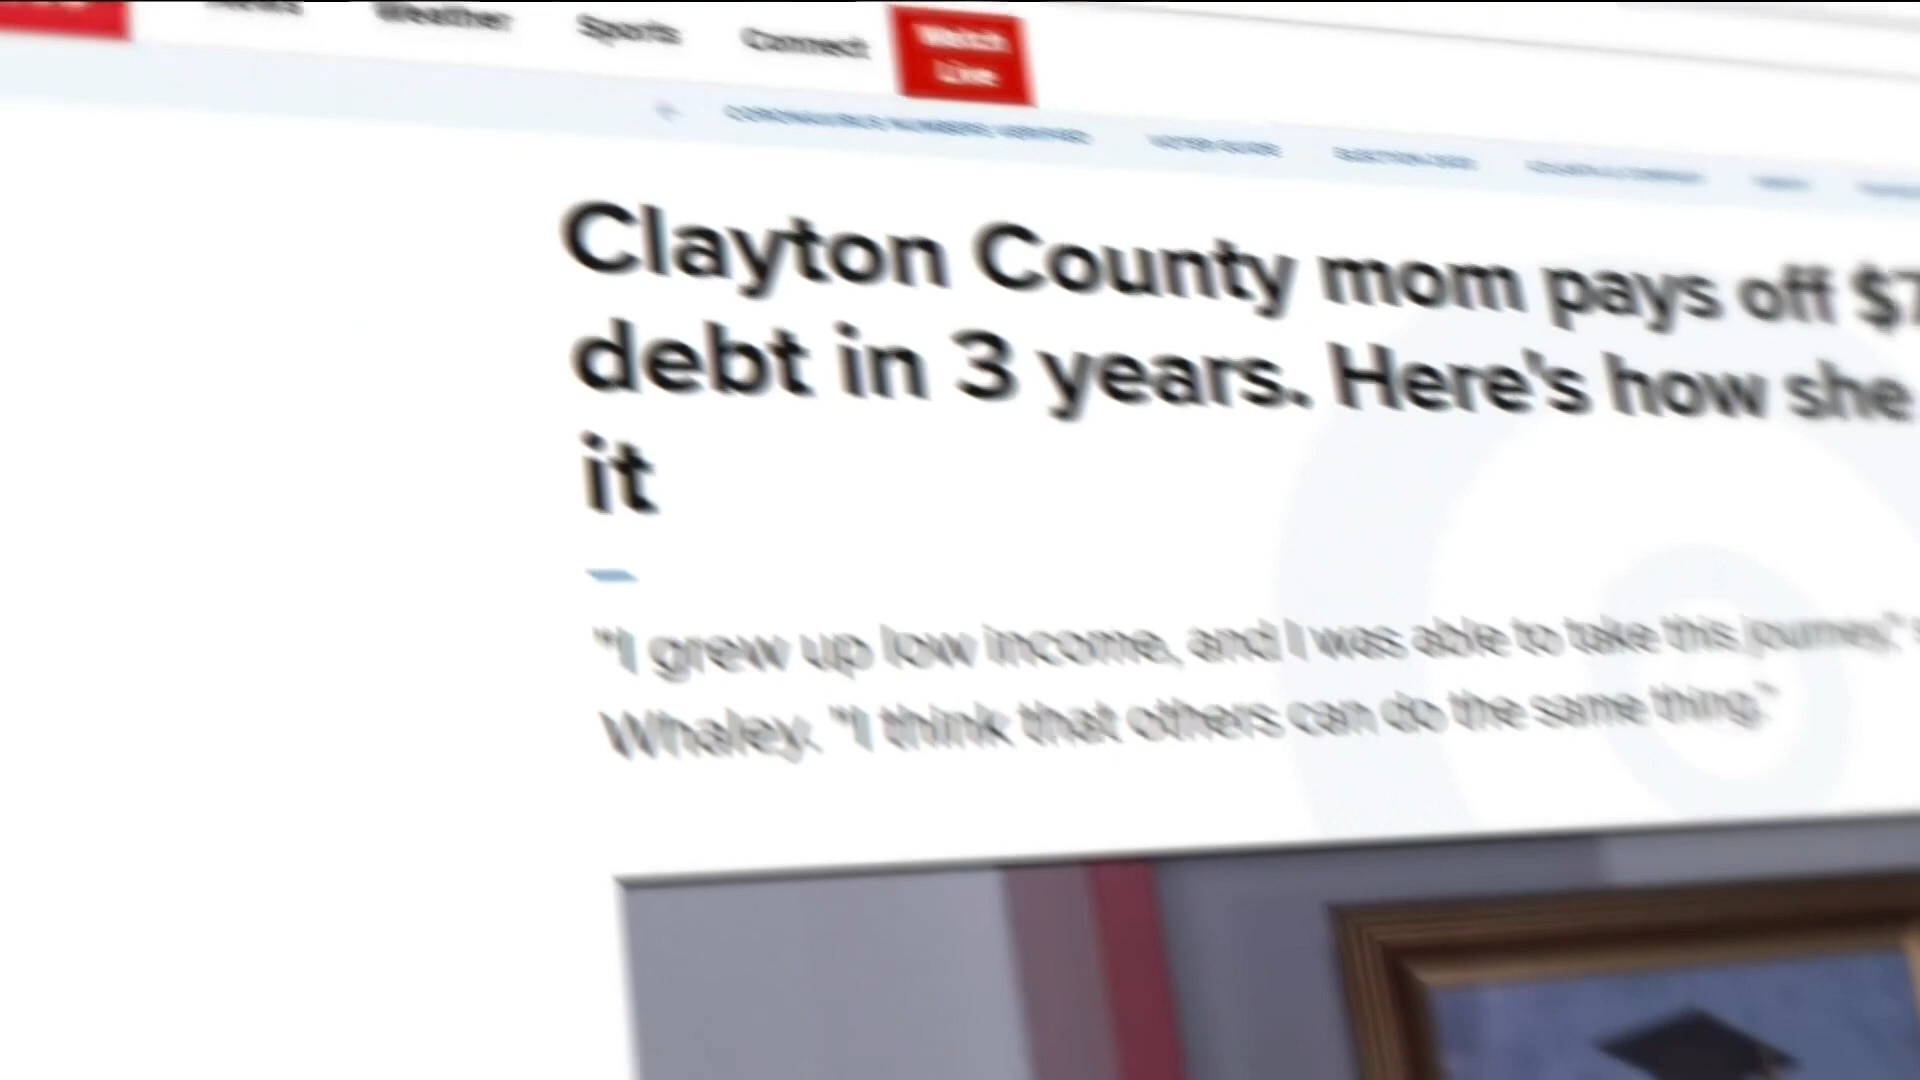 News Weather Sports Connect Watch
Live
Clayton County mom pays off $7
debt in 3 years. Here's how she
it
"I grew up low income, and I was able to take this journey,"
Whaley. "I think that others can do the same thing."